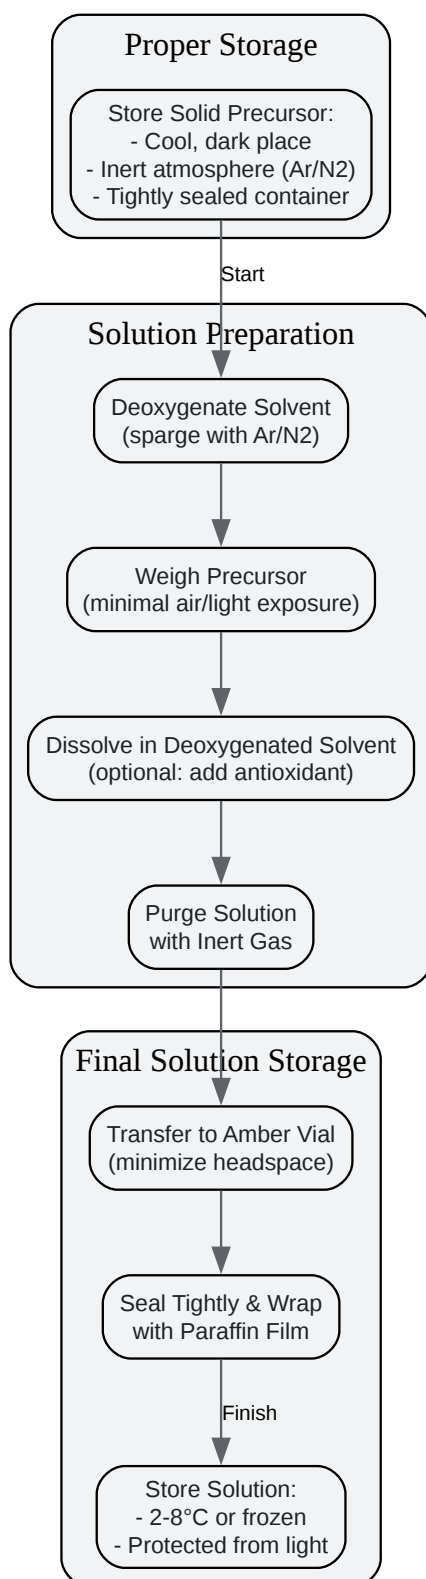 Proper Storage
Store Solid Precursor:
- Cool, dark place
- Inert atmosphere (Ar/N2)
- Tightly sealed container
Start
Solution Preparation
Deoxygenate Solvent
(sparge with Ar/N2)
Weigh Precursor
(minimal air/light exposure)
Dissolve in Deoxygenated Solvent
(optional: add antioxidant)
Purge Solution
with Inert Gas
Final Solution Storage
Transfer to Amber Vial
(minimize headspace)
Seal Tightly & Wrap
with Paraffin Film
Finish
Store Solution:
- 2-8°C or frozen
- Protected from light